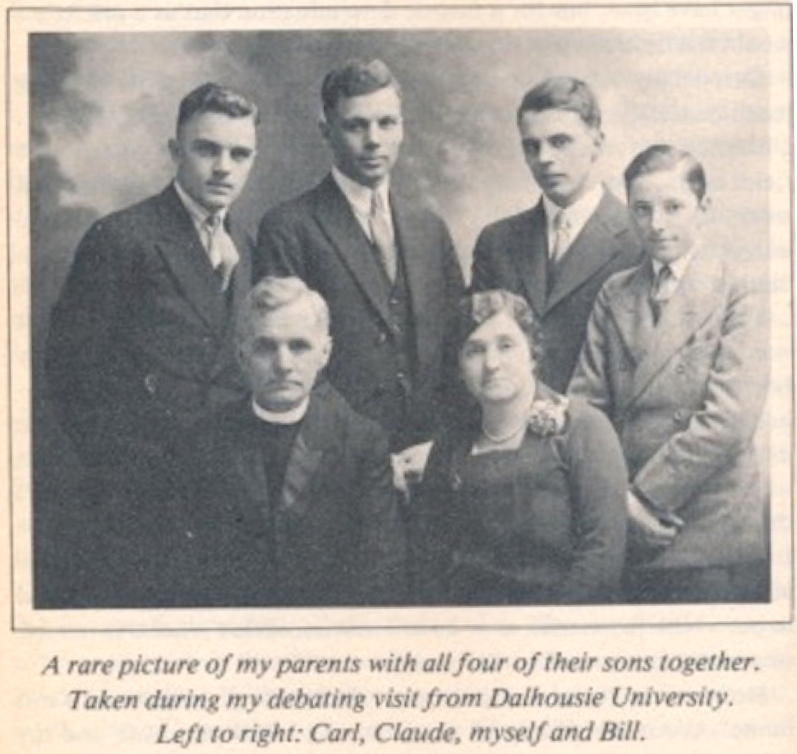 A rare picture of my parents with all four of their sons together.
Taken during my debating visit from Dalhousie University.
Left to right: Carl, Claude, myself and Bill.